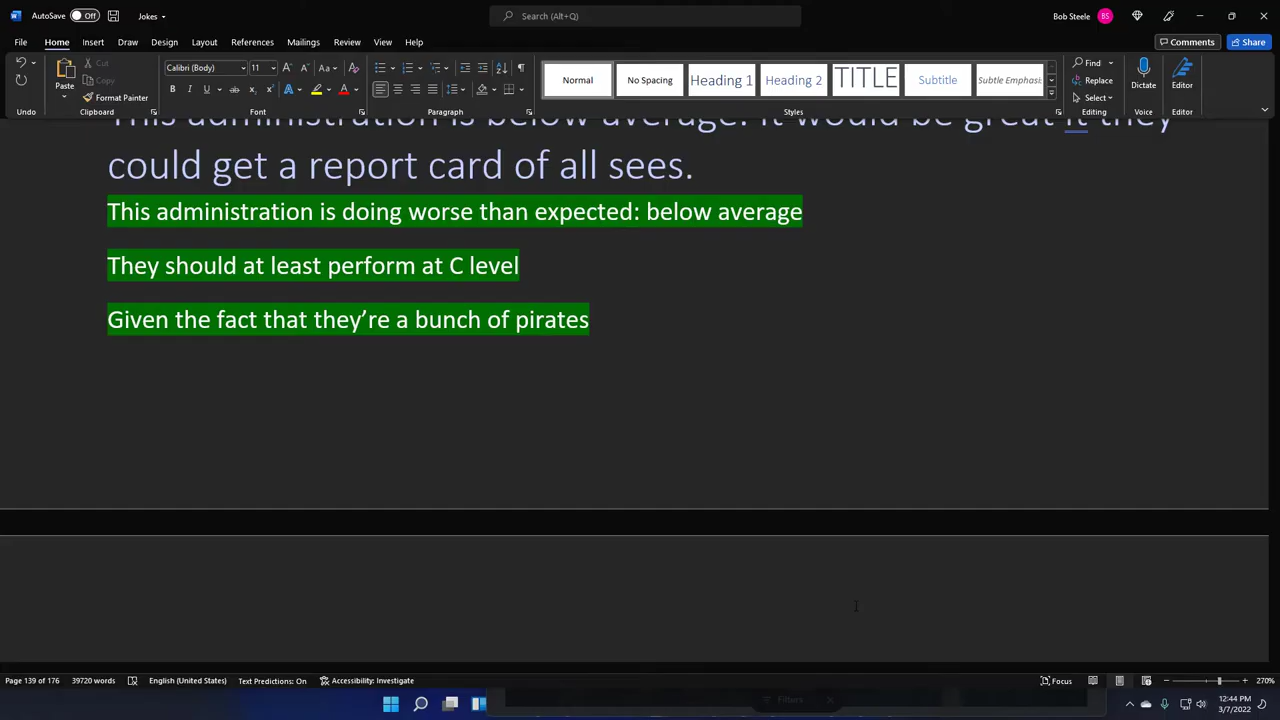 AutoSave Off Jokes Search (Alt+Q) Bob Steele BS
File Home Insert Draw Design Layout References Mailings Review View Help Comments Share
Paste Cut Copy Format Painter
Calibri (Body) 11
Normal No Spacing Heading 1 Heading 2 TITLE Subtitle Subtle Emphasis
Find Replace Select Dictate Editor
Undo Clipboard Font Paragraph Styles Editing Voice Editor
This administration is below average. It would be great it they
could get a report card of all sees.
This administration is doing worse than expected: below average
They should at least perform at C level
Given the fact that they’re a bunch of pirates
Page 139 of 176 39720 words English (United States) Text Predictions: On Accessibility: Investigate Focus 270%
Filters
12:44 PM
3/7/2022